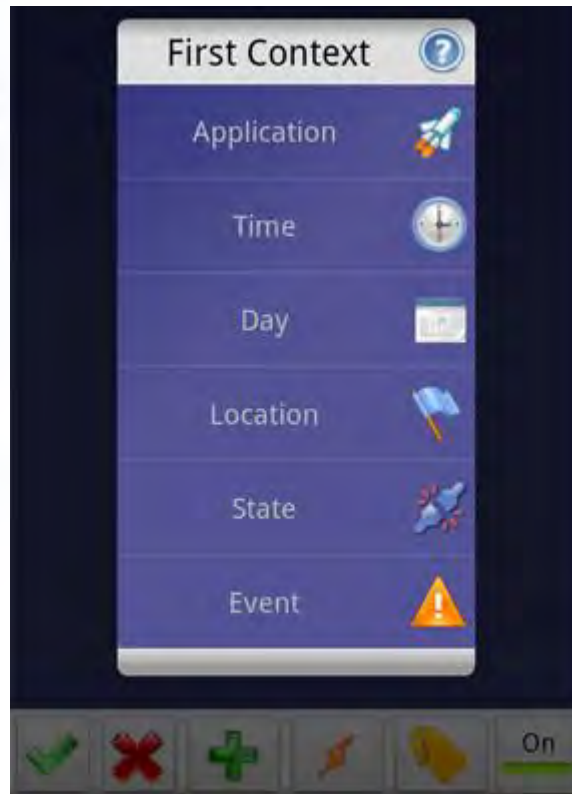 First Context
Application
Time
Day
Location
State
Event
On